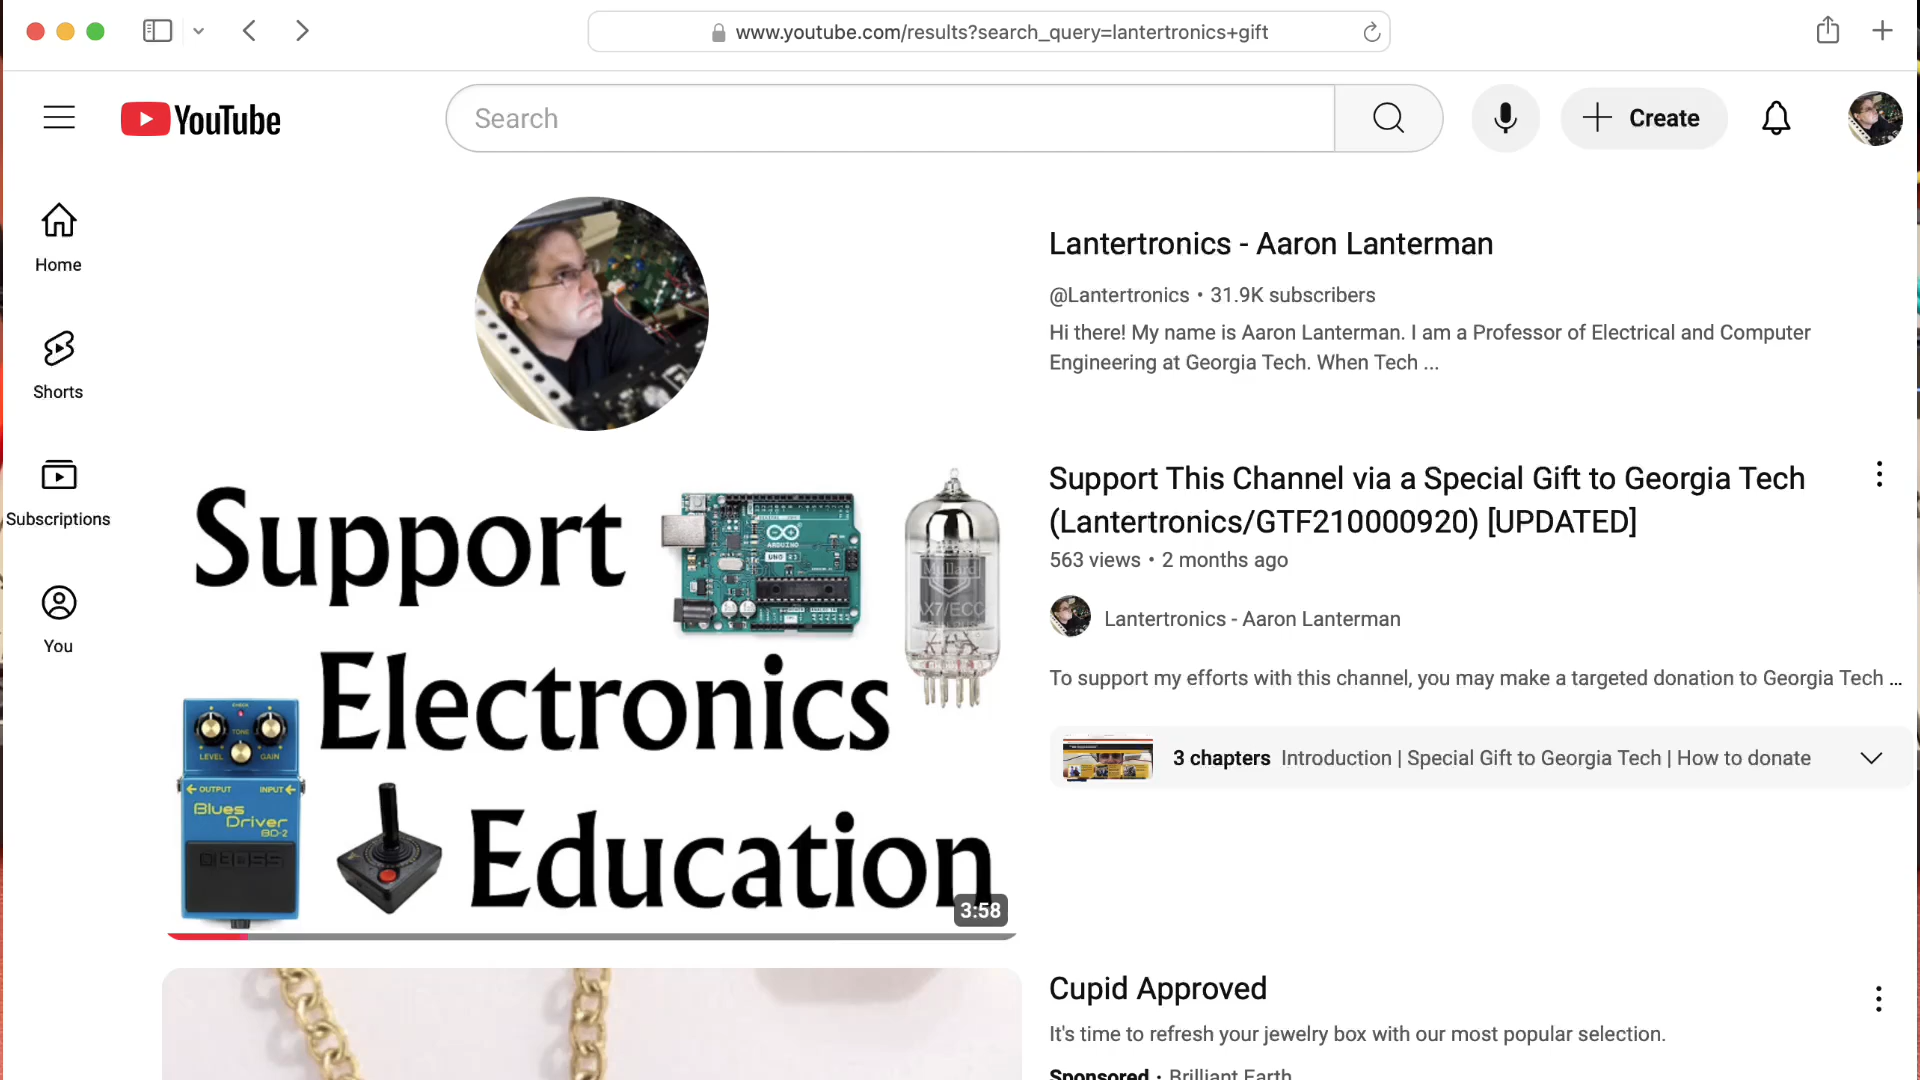 www.youtube.com/results?search_query=lantertronics+gift
YouTube
Search
Create
Home
Shorts
Subscriptions
You
Lantertronics - Aaron Lanterman
@Lantertronics • 31.9K subscribers
Hi there! My name is Aaron Lanterman. I am a Professor of Electrical and Computer
Engineering at Georgia Tech. When Tech ...
Support
Electronics
Education
ARDUINO
UNO R3
Mullard
CHECK
LEVEL
TONE
GAIN
OUTPUT
INPUT
Blues
Driver
BD-2
BOSS
3:58
Support This Channel via a Special Gift to Georgia Tech
(Lantertronics/GTF210000920) [UPDATED]
563 views • 2 months ago
Lantertronics - Aaron Lanterman
To support my efforts with this channel, you may make a targeted donation to Georgia Tech ...
3 chapters Introduction | Special Gift to Georgia Tech | How to donate
Cupid Approved
It's time to refresh your jewelry box with our most popular selection.
Sponsored · Brilliant Earth